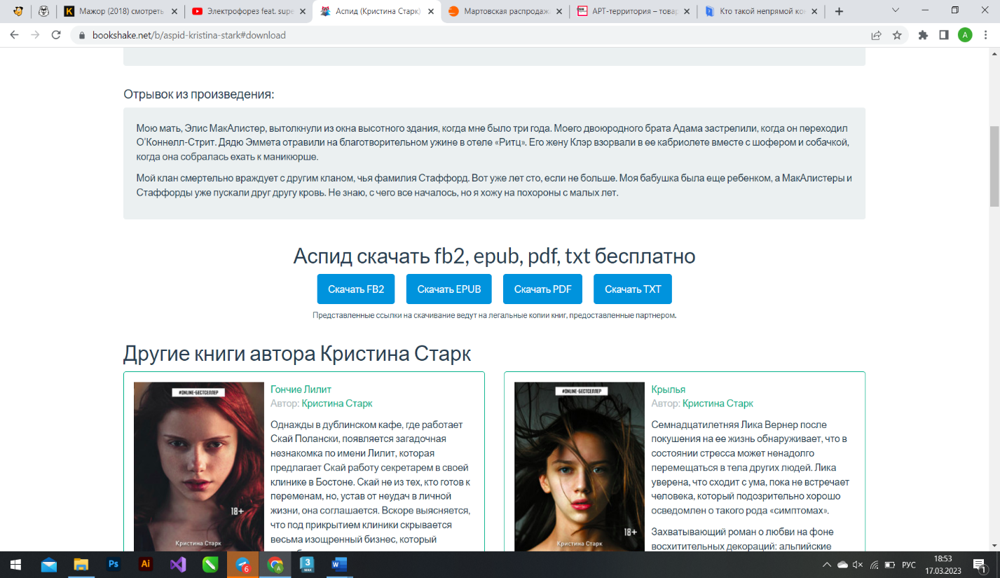 Мажор (2018) смотреть
Электрофорез feat. supe
Аспид (Кристина Старк)
Мартовская распродаж
АРТ-территория – това
Кто такой непрямой ко
bookshake.net/b/aspid-kristina-stark#download
A
Отрывок из произведения:
Мою мать, Элис МакАлистер, вытолкнули из окна высотного здания, когда мне было три года. Моего двоюродного брата Адама застрелили, когда он переходил
О'Коннелл-Стрит. Дядю Эммета отравили на благотворительном ужине в отеле «Ритц». Его жену Клэр взорвали в ее кабриолете вместе с шофером и собачкой,
когда она собралась ехать к маникюрше.
Мой клан смертельно враждует с другим кланом, чья фамилия Стаффорд. Вот уже лет сто, если не больше. Моя бабушка была еще ребенком, а МакАлистеры и
Стаффорды уже пускали друг другу кровь. Не знаю, с чего все началось, но я хожу на похороны с малых лет.
Аспид скачать fb2, epub, pdf, txt бесплатно
Скачать FB2
Скачать EPUB
Скачать PDF
Скачать TXT
Представленные ссылки на скачивание ведут на легальные копии книг, предоставленные партнером.
Другие книги автора Кристина Старк
#ONLINE-БЕСТСЕЛЛЕР
18+
Кристина Старк
Гончие Лилит
Автор: Кристина Старк
Однажды в дублинском кафе, где работает
Скай Полански, появляется загадочная
незнакомка по имени Лилит, которая
предлагает Скай работу секретарем в своей
клинике в Бостоне. Скай не из тех, кто готов к
переменам, но, устав от неудач в личной
жизни, она соглашается. Вскоре выясняется,
что под прикрытием клиники скрывается
весьма изощренный бизнес, который
#ONLINE-БЕСТСЕЛЛЕР
18+
Кристина Старк
Крылья
Автор: Кристина Старк
Семнадцатилетняя Лика Вернер после
покушения на ее жизнь обнаруживает, что в
состоянии стресса может ненадолго
перемещаться в тела других людей. Лика
уверена, что сходит с ума, пока не встречает
человека, который подозрительно хорошо
осведомлен о такого рода «симптомах».
Захватывающий роман о любви на фоне
восхитительных декораций: альпийские
Ps
Ai
6
A
3
MAX
W
РУС
18:53
17.03.2023
1